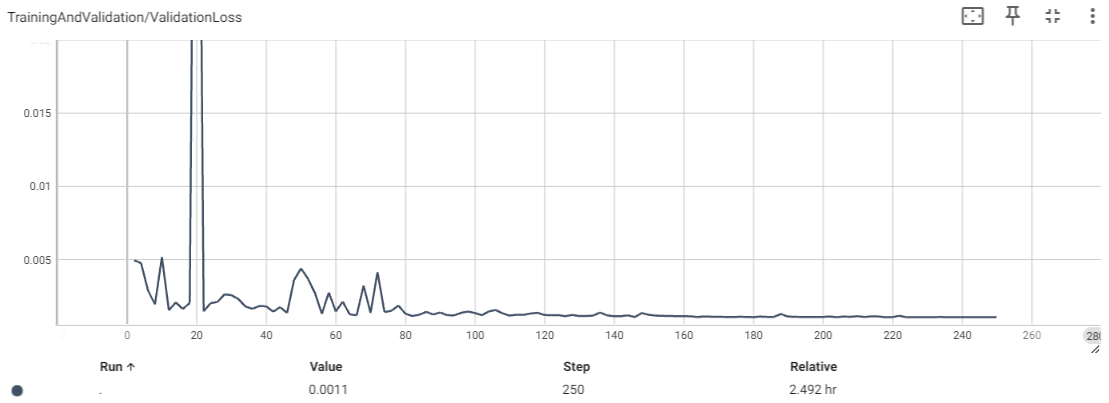 TrainingAndValidation/ValidationLoss
0.015
0.01
0.005
0 20 40 60 80 100 120 140 160 180 200 220 240 260 280
Run ↑ Value Step Relative
. 0.0011 250 2.492 hr